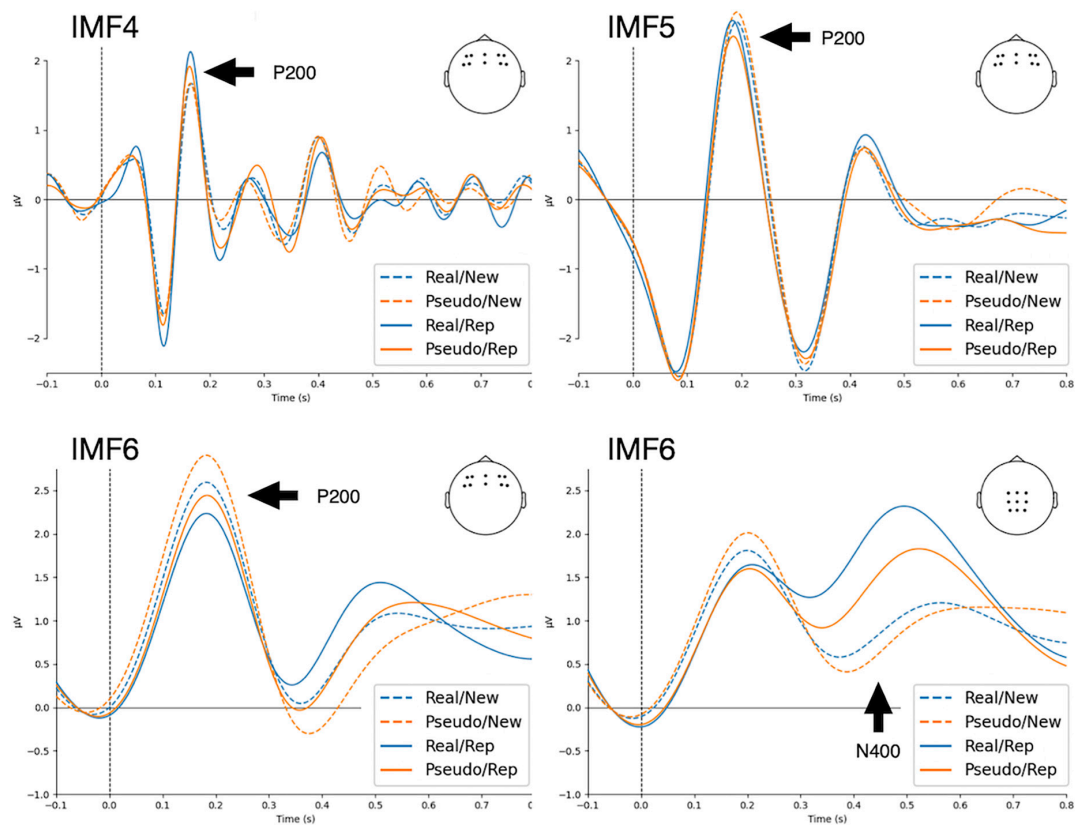 IMF4
P200
2
1
0
−1
−2
µV
Real/New
Pseudo/New
Real/Rep
Pseudo/Rep
−0.1 0.0 0.1 0.2 0.3 0.4 0.5 0.6 0.7
Time (s)
IMF5
P200
2
1
0
−1
−2
µV
Real/New
Pseudo/New
Real/Rep
Pseudo/Rep
−0.1 0.0 0.1 0.2 0.3 0.4 0.5 0.6 0.7 0.8
Time (s)
IMF6
P200
2.5
2.0
1.5
1.0
0.5
0.0
−0.5
−1.0
µV
Real/New
Pseudo/New
Real/Rep
Pseudo/Rep
−0.1 0.0 0.1 0.2 0.3 0.4 0.5 0.6 0.7
Time (s)
IMF6
2.5
2.0
1.5
1.0
0.5
0.0
−0.5
−1.0
µV
N400
Real/New
Pseudo/New
Real/Rep
Pseudo/Rep
−0.1 0.0 0.1 0.2 0.3 0.4 0.5 0.6 0.7 0.8
Time (s)